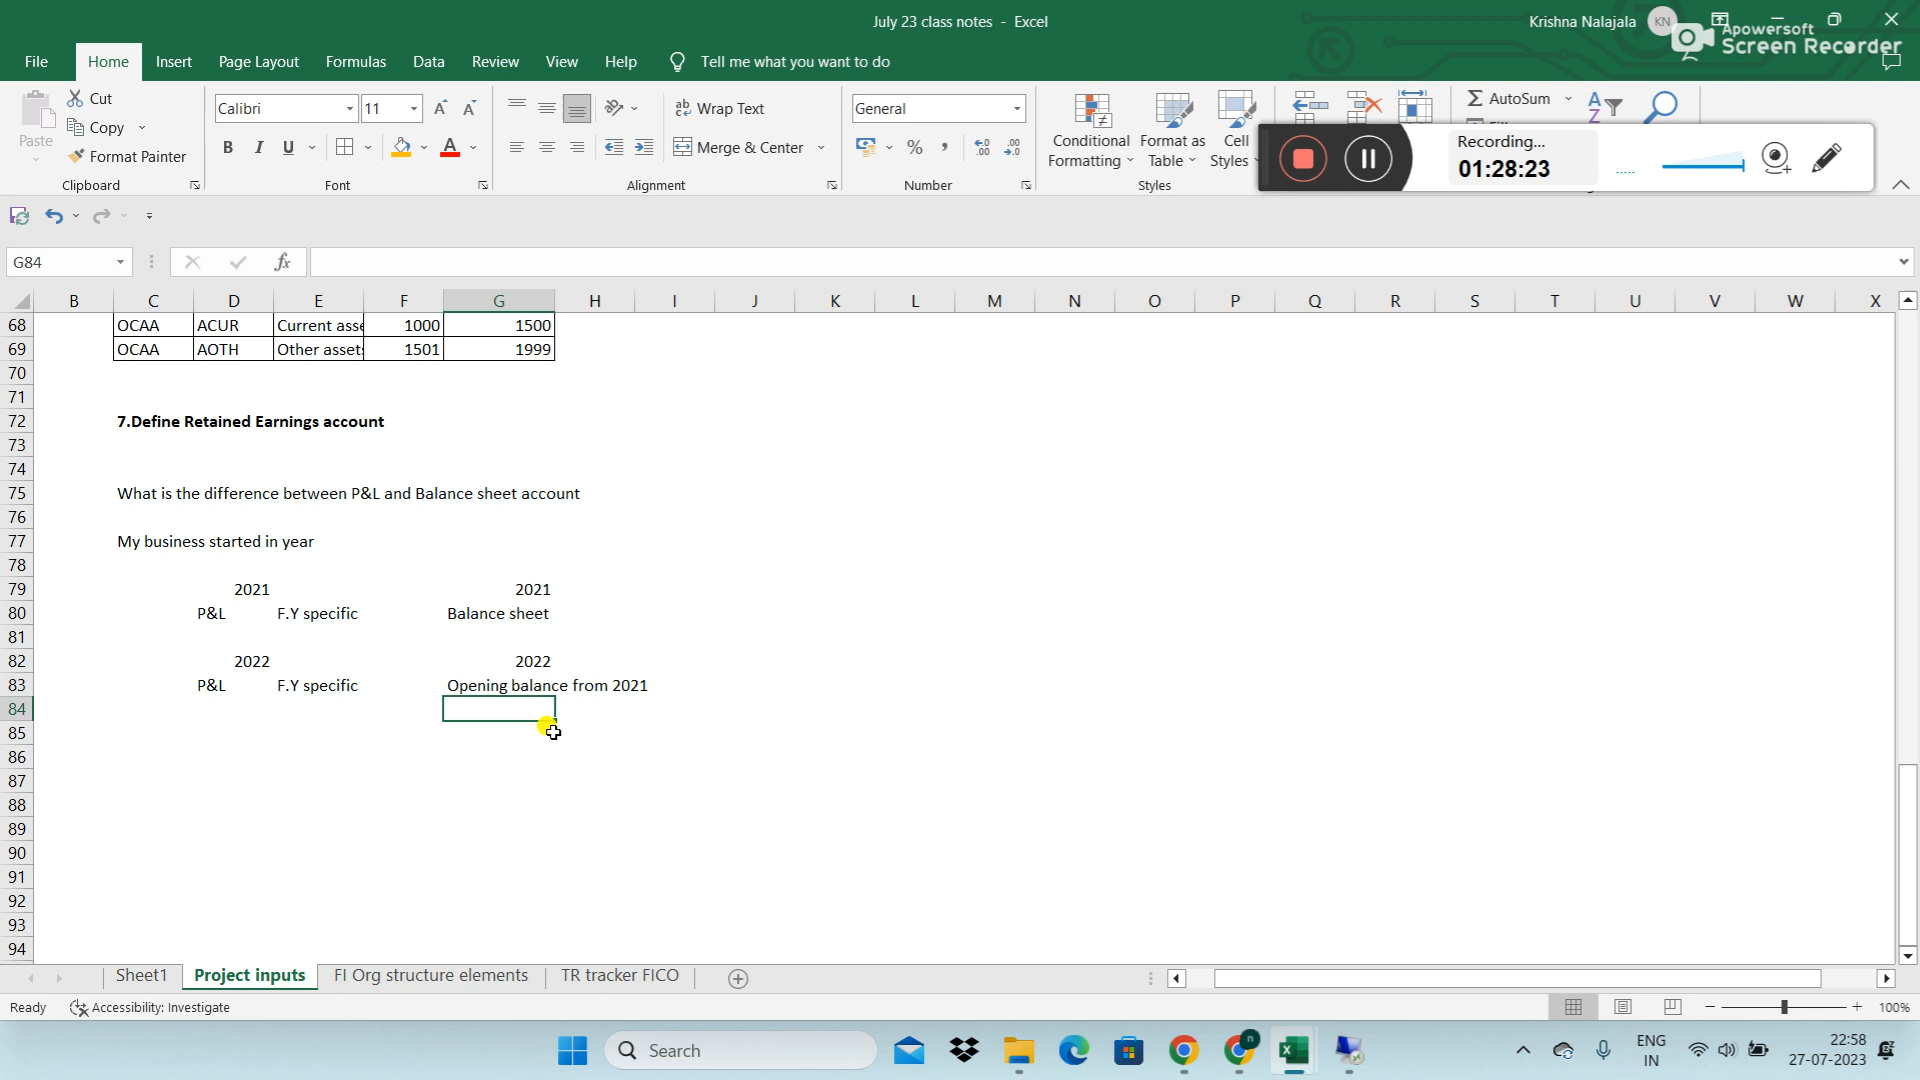 July 23 class notes - Excel
Krishna Nalajala KN
Apowersoft
Screen Recorder
File Home Insert Page Layout Formulas Data Review View Help Tell me what you want to do
Paste
Cut
Copy
Format Painter
Clipboard
Calibri 11
B I U
Font
Wrap Text
Merge & Center
Alignment
General
Number
Conditional Formatting
Format as Table
Cell Styles
Styles
AutoSum
Recording...
01:28:23
G84
fx
B C D E F G H I J K L M N O P Q R S T U V W X
68 OCAA ACUR Current asse 1000 1500
69 OCAA AOTH Other assets 1501 1999
70
71
72 7.Define Retained Earnings account
73
74
75 What is the difference between P&L and Balance sheet account
76
77 My business started in year
78
79 2021 2021
80 P&L F.Y specific Balance sheet
81
82 2022 2022
83 P&L F.Y specific Opening balance from 2021
84
85
86
87
88
89
90
91
92
93
94
Sheet1 Project inputs FI Org structure elements TR tracker FICO
Ready Accessibility: Investigate 100%
Search
ENG
IN
22:58
27-07-2023